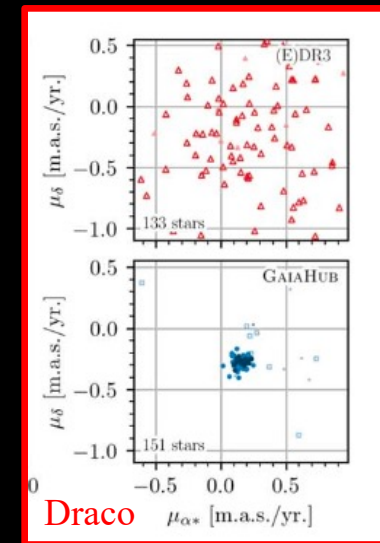 0.5
(E)DR3
0.0
−0.5
−1.0
133 stars
μδ [m.a.s./yr.]
0.5
GAIAHUB
0.0
−0.5
−1.0
151 stars
μδ [m.a.s./yr.]
0
−0.5
0.0
0.5
Draco
μα* [m.a.s./yr.]